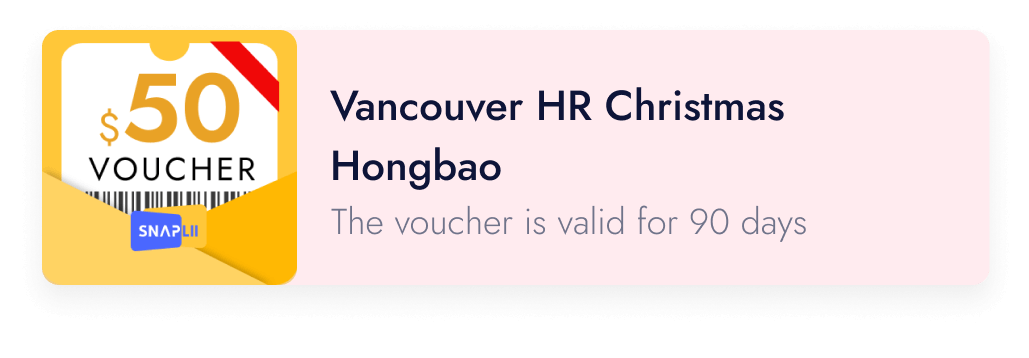 $50
VOUCHER
SNAPLII
Vancouver HR Christmas
Hongbao
The voucher is valid for 90 days